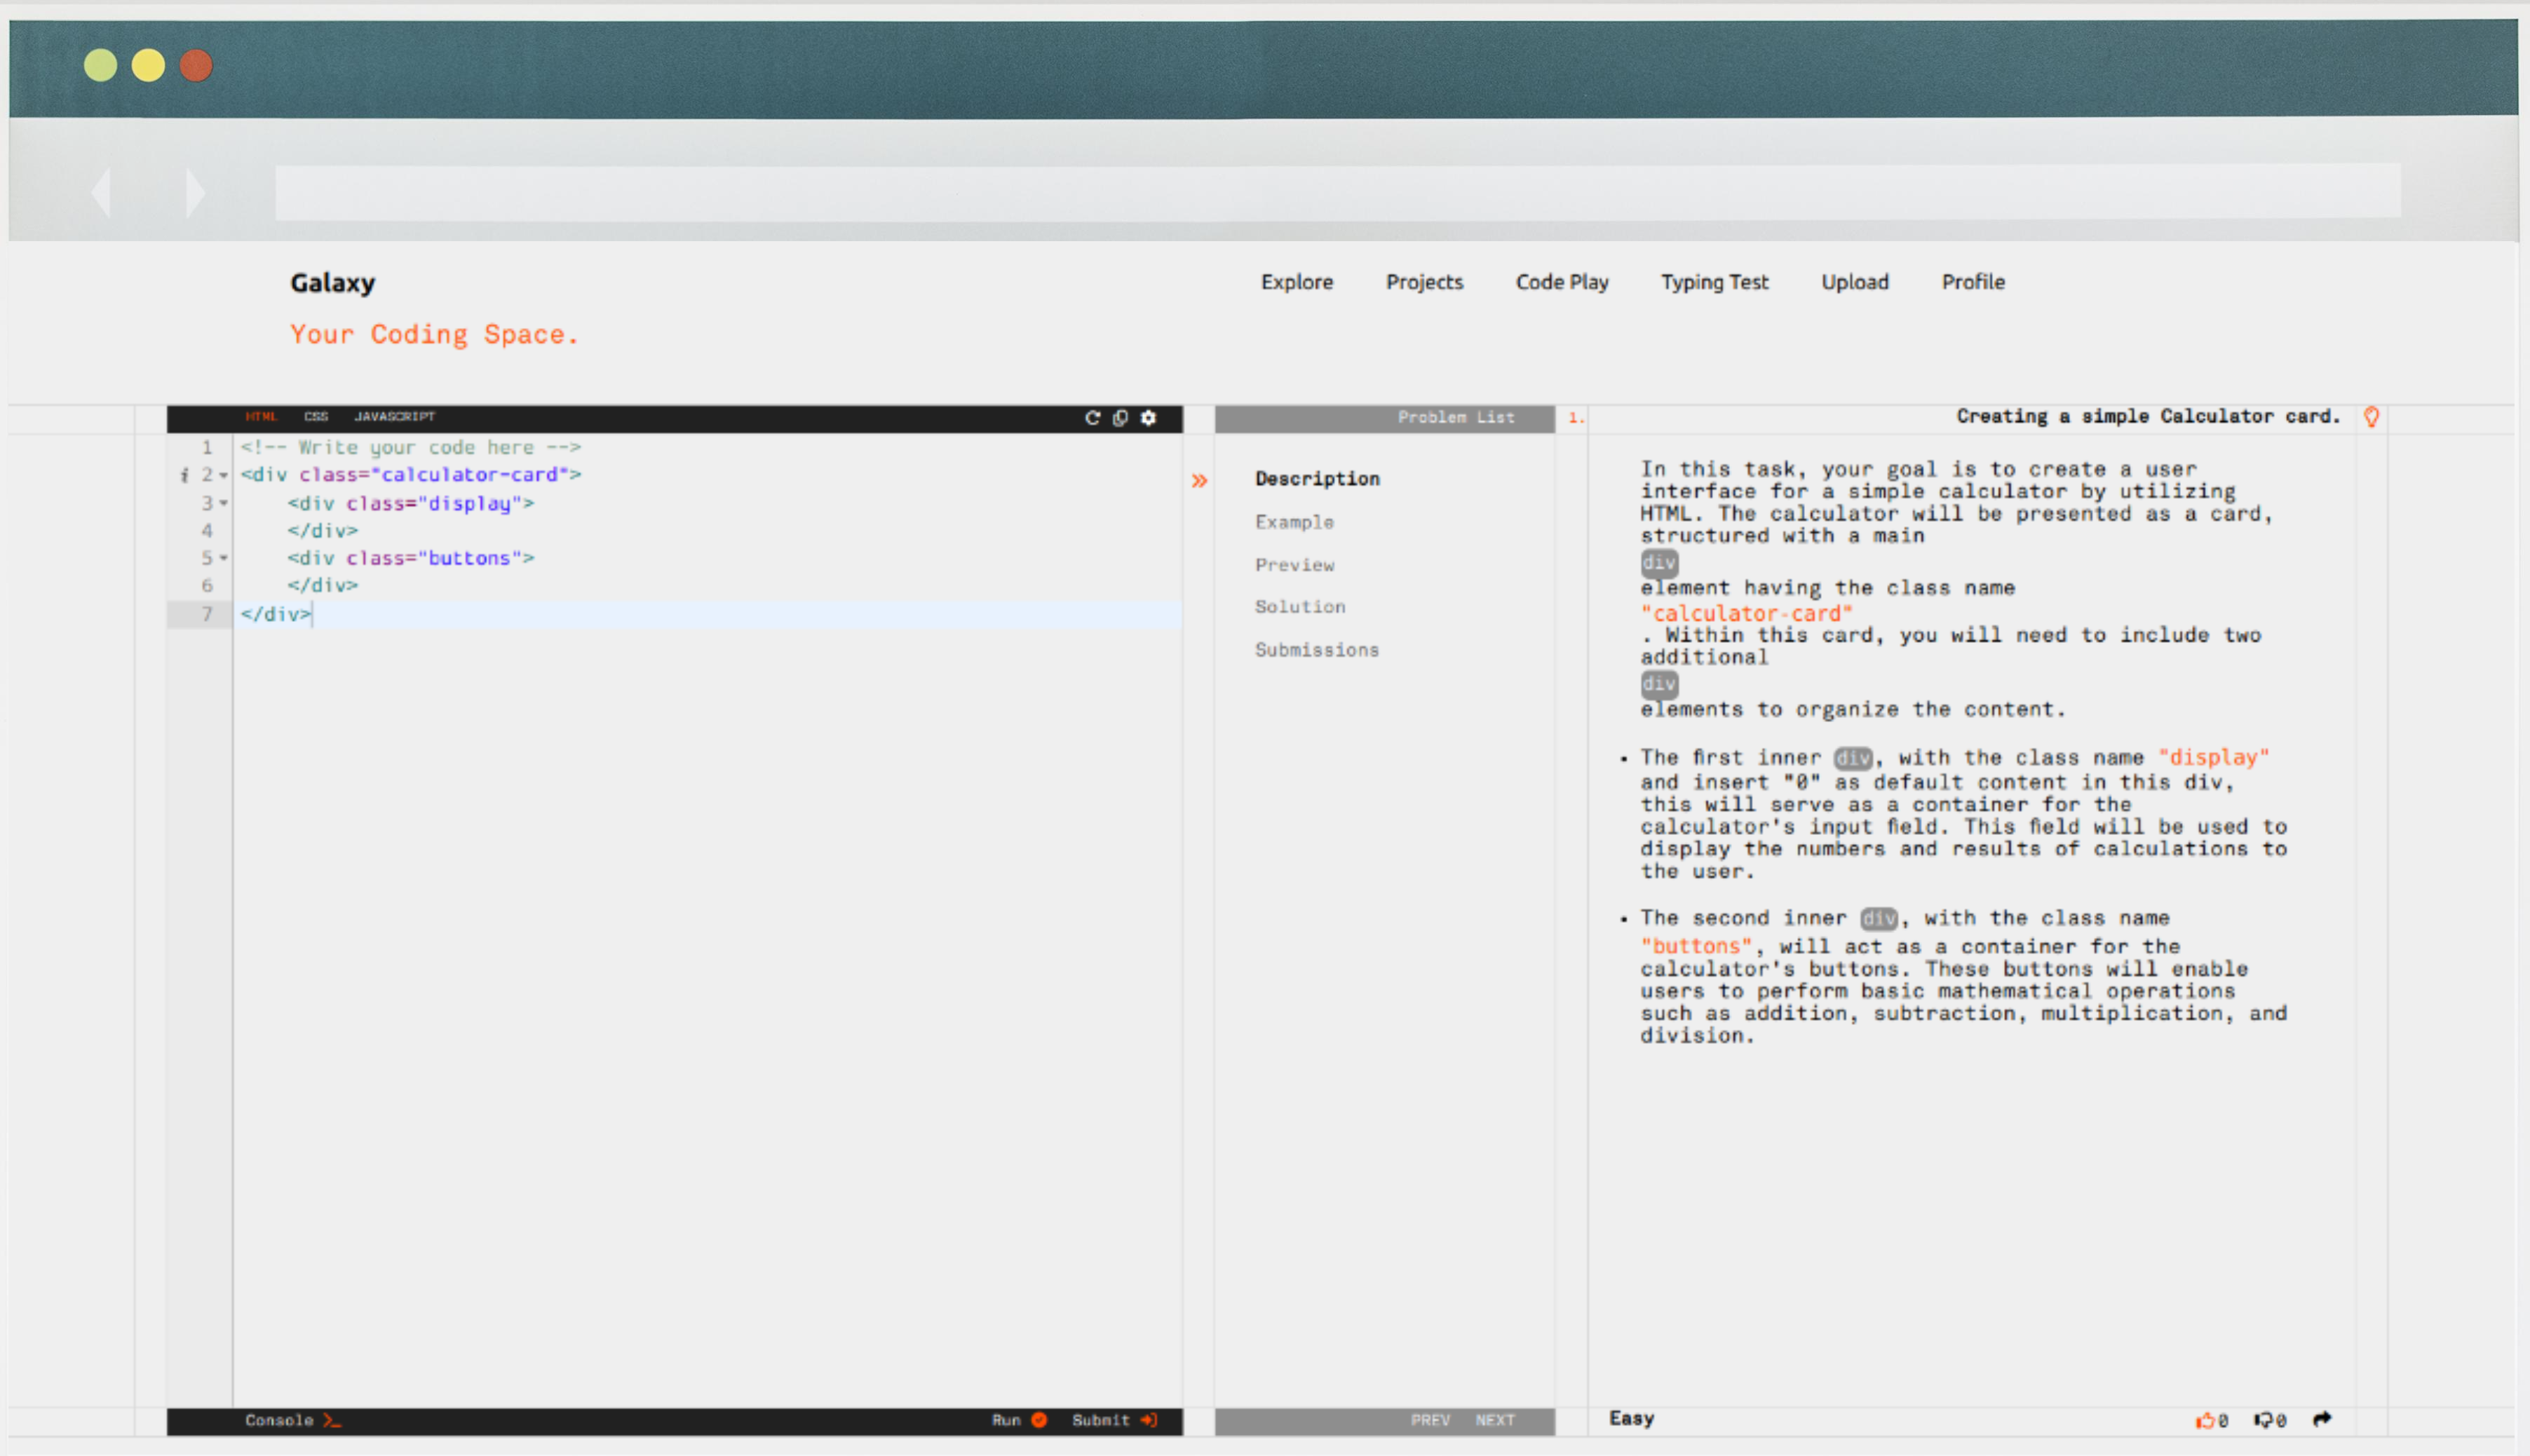 Galaxy
Explore Projects Code Play Typing Test Upload Profile
Your Coding Space.
HTML CSS JAVASCRIPT
1 <!-- Write your code here -->
i 2 <div class="calculator-card">
3 <div class="display">
4 </div>
5 <div class="buttons">
6 </div>
7 </div>
Console >_
Run Submit
Problem List
Description
Example
Preview
Solution
Submissions
PREV NEXT
1. Creating a simple Calculator card.
In this task, your goal is to create a user
interface for a simple calculator by utilizing
HTML. The calculator will be presented as a card,
structured with a main
div
element having the class name
"calculator-card"
. Within this card, you will need to include two
additional
div
elements to organize the content.
• The first inner div, with the class name "display"
and insert "0" as default content in this div,
this will serve as a container for the
calculator's input field. This field will be used to
display the numbers and results of calculations to
the user.
• The second inner div, with the class name
"buttons", will act as a container for the
calculator's buttons. These buttons will enable
users to perform basic mathematical operations
such as addition, subtraction, multiplication, and
division.
Easy
0 0